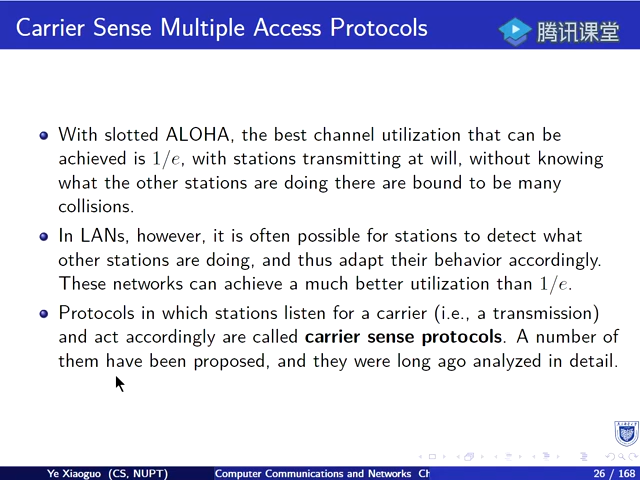 Carrier Sense Multiple Access Protocols
腾讯课堂
With slotted ALOHA, the best channel utilization that can be
achieved is 1/e, with stations transmitting at will, without knowing
what the other stations are doing there are bound to be many
collisions.
In LANs, however, it is often possible for stations to detect what
other stations are doing, and thus adapt their behavior accordingly.
These networks can achieve a much better utilization than 1/e.
Protocols in which stations listen for a carrier (i.e., a transmission)
and act accordingly are called carrier sense protocols. A number of
them have been proposed, and they were long ago analyzed in detail.
Ye Xiaoguo (CS, NUPT) Computer Communications and Networks Ch 26 / 168